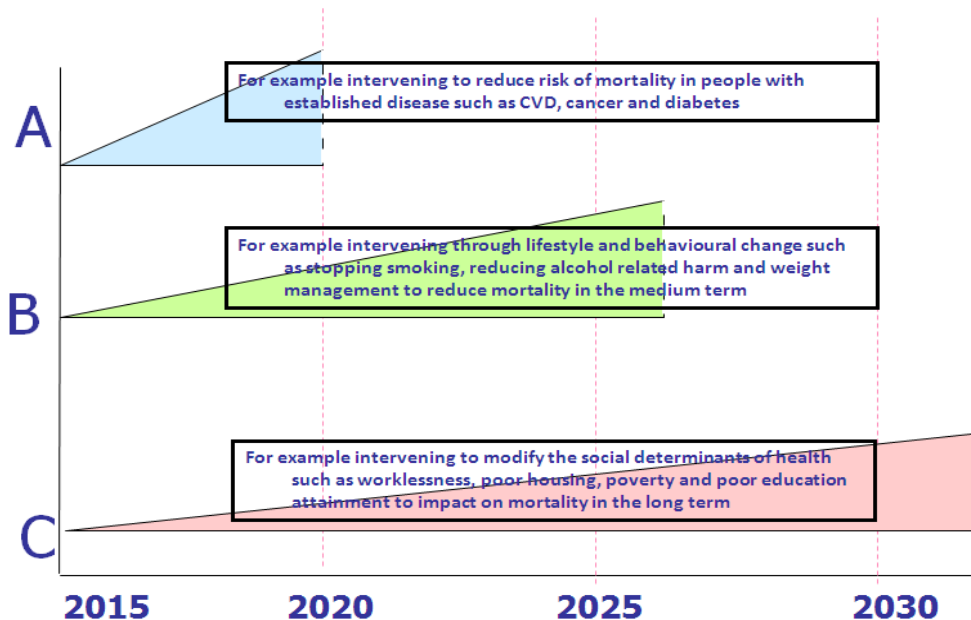 A
For example intervening to reduce risk of mortality in people with
established disease such as CVD, cancer and diabetes
B
For example intervening through lifestyle and behavioural change such
as stopping smoking, reducing alcohol related harm and weight
management to reduce mortality in the medium term
C
For example intervening to modify the social determinants of health
such as worklessness, poor housing, poverty and poor education
attainment to impact on mortality in the long term
2015 2020 2025 2030